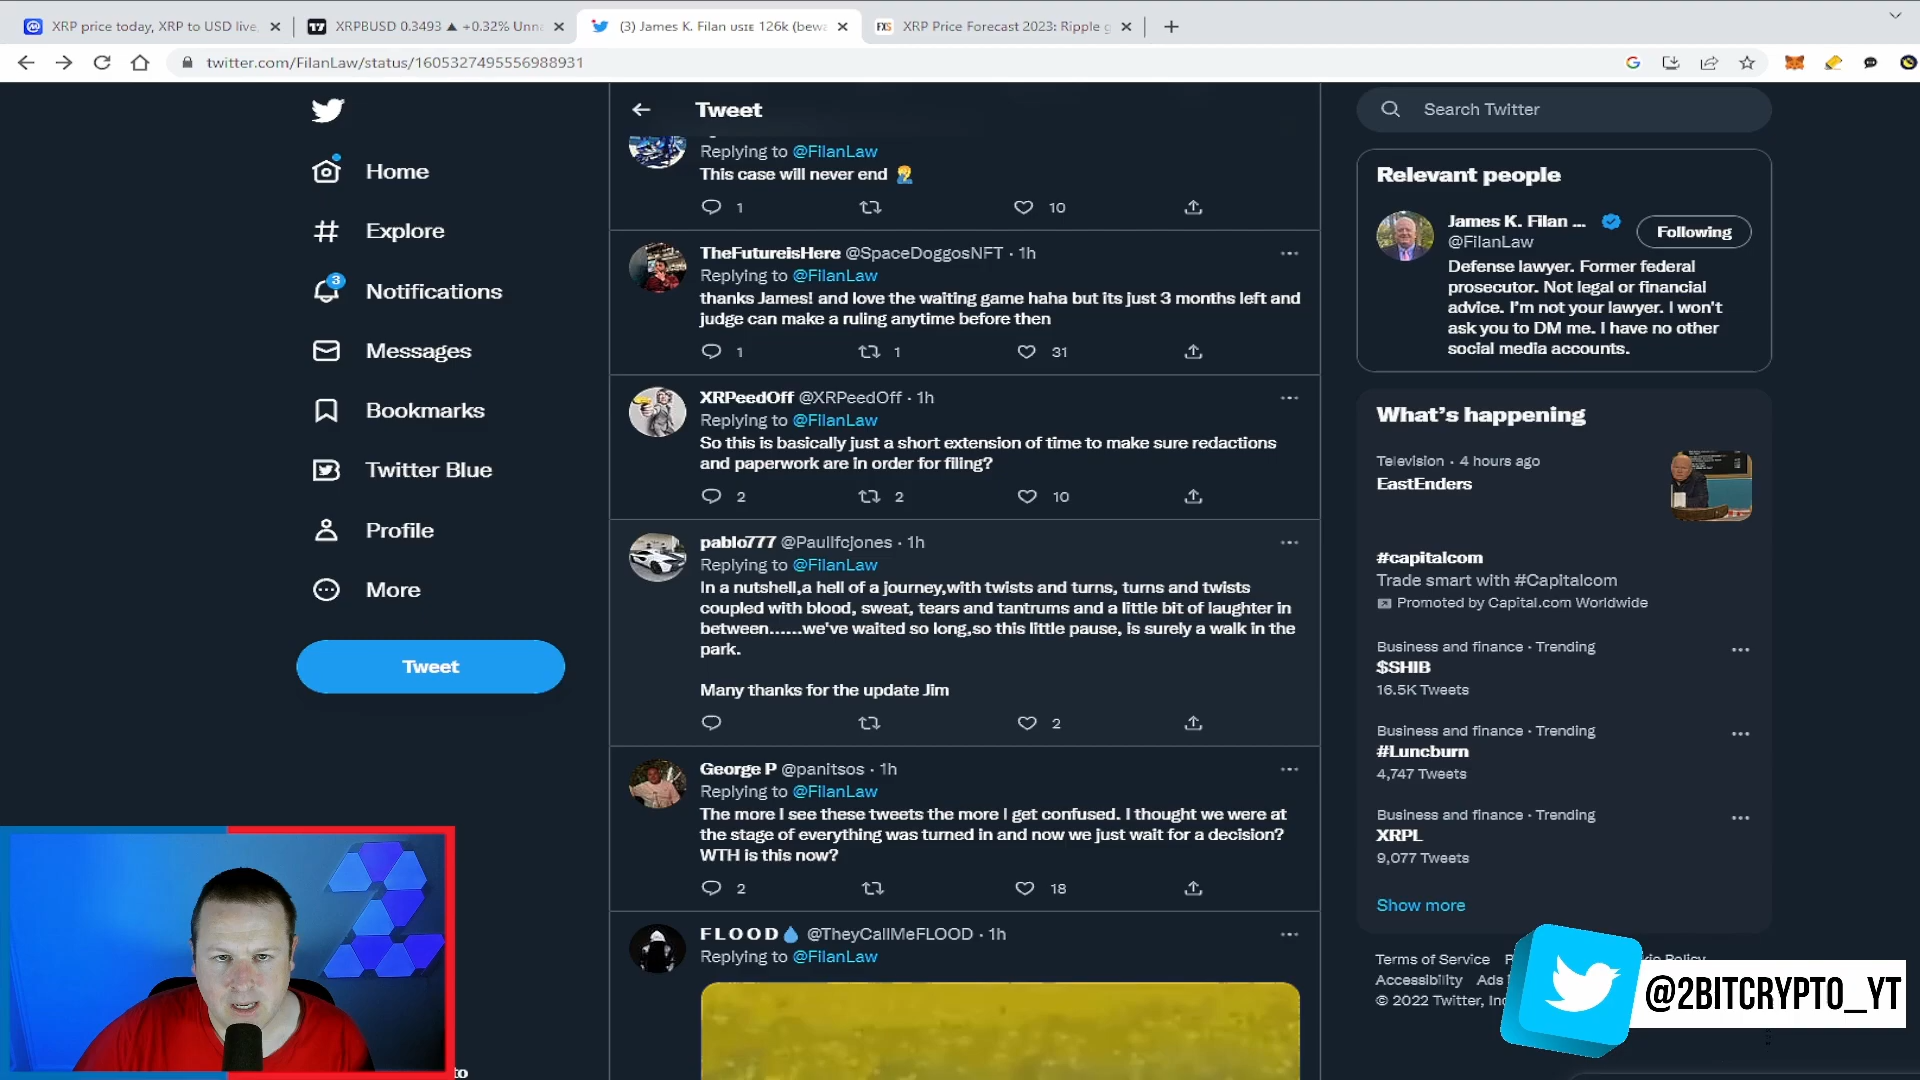 XRP price today, XRP to USD live,
XRPBUSD 0.3493 ▲ +0.32% Unna
(3) James K. Filan 🇺🇸🇮🇪 126k (bewa
XRP Price Forecast 2023: Ripple g
twitter.com/FilanLaw/status/1605327495556988931
Home
Explore
3
Notifications
Messages
Bookmarks
Twitter Blue
Profile
More
Tweet
Tweet
Replying to @FilanLaw
This case will never end 🤦
1
10
TheFutureisHere @SpaceDoggosNFT · 1h
Replying to @FilanLaw
thanks James! and love the waiting game haha but its just 3 months left and
judge can make a ruling anytime before then
1 1 31
XRPeedOff @XRPeedOff · 1h
Replying to @FilanLaw
So this is basically just a short extension of time to make sure redactions
and paperwork are in order for filing?
2 2 10
pablo777 @Paullfcjones · 1h
Replying to @FilanLaw
In a nutshell,a hell of a journey,with twists and turns, turns and twists
coupled with blood, sweat, tears and tantrums and a little bit of laughter in
between......we've waited so long,so this little pause, is surely a walk in the
park.
Many thanks for the update Jim
2
George P @panitsos · 1h
Replying to @FilanLaw
The more I see these tweets the more I get confused. I thought we were at
the stage of everything was turned in and now we just wait for a decision?
WTH is this now?
2 18
F L O O D 💧 @TheyCallMeFLOOD · 1h
Replying to @FilanLaw
Search Twitter
Relevant people
James K. Filan ...
@FilanLaw
Following
Defense lawyer. Former federal
prosecutor. Not legal or financial
advice. I'm not your lawyer. I won't
ask you to DM me. I have no other
social media accounts.
What's happening
Television · 4 hours ago
EastEnders
#capitalcom
Trade smart with #Capitalcom
Promoted by Capital.com Worldwide
Business and finance · Trending
$SHIB
16.5K Tweets
Business and finance · Trending
#Luncburn
4,747 Tweets
Business and finance · Trending
XRPL
9,077 Tweets
Show more
Terms of Service
Policy
Accessibility Ads
© 2022 Twitter, Inc
@2BITCRYPTO_YT
to